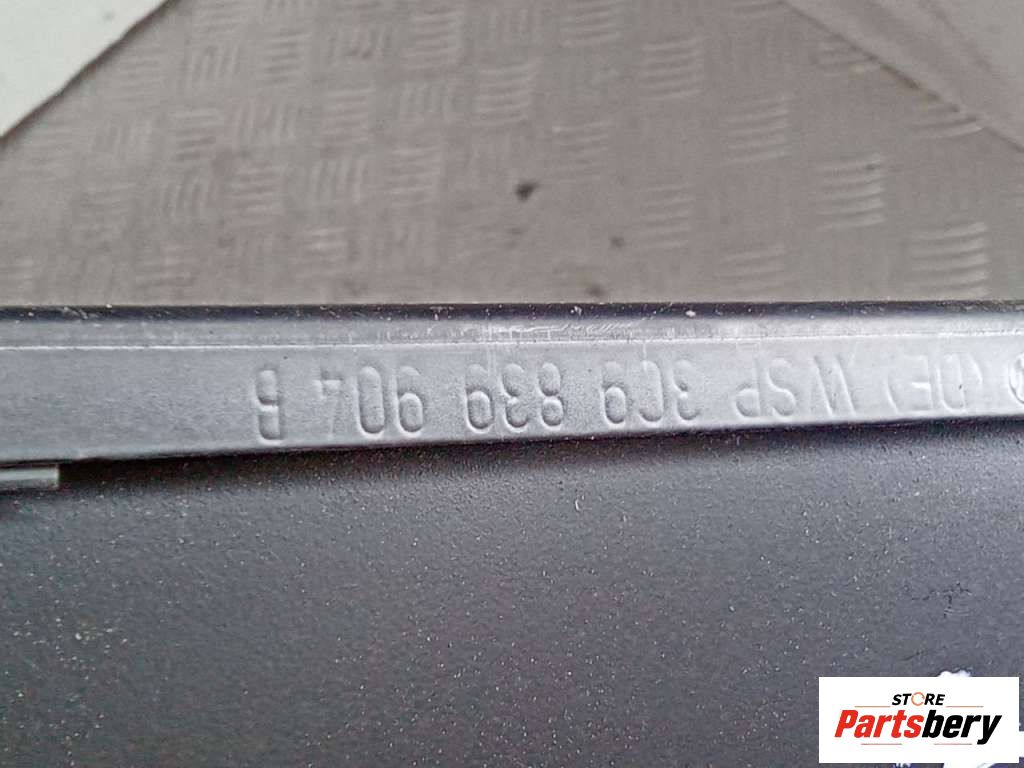 (DE) WSP 3C9 839 904 B
STORE
Partsbery